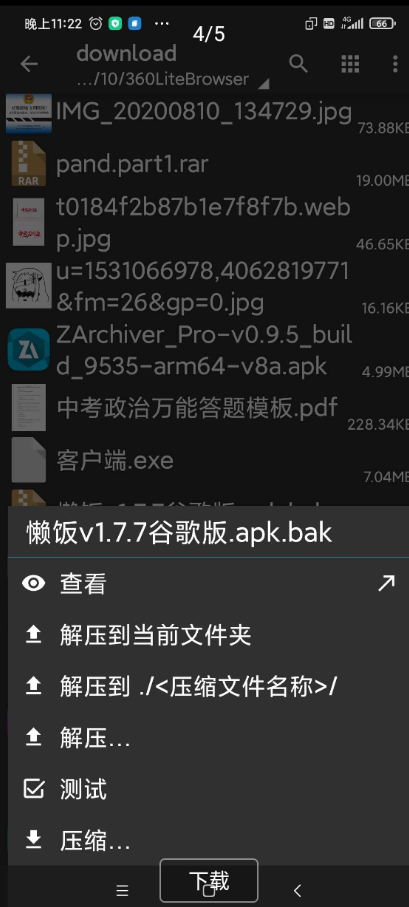 晚上11:22
4/5
4G
HD
66
download
.../10/360LiteBrowser
IMG_20200810_134729.jpg
73.88KB
RAR
pand.part1.rar
19.00MB
t0184f2b87b1e7f8f7b.web
p.jpg
46.65KB
u=1531066978,4062819771
&fm=26&gp=0.jpg
16.16KB
ZA
ZArchiver_Pro-v0.9.5_buil
d_9535-arm64-v8a.apk
4.99MB
中考政治万能答题模板.pdf
228.34KB
客户端.exe
7.04MB
懒饭v1.7.7谷歌版.apk.bak
查看
解压到当前文件夹
解压到 ./<压缩文件名称>/
解压...
测试
压缩...
下载